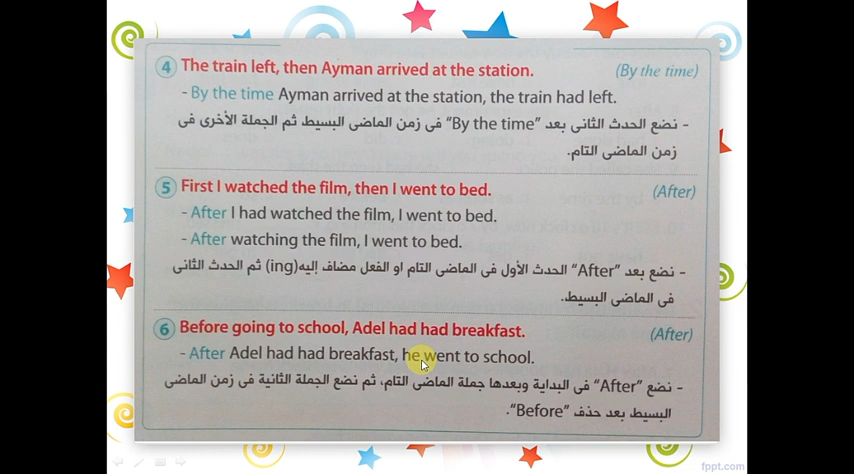 4 The train left, then Ayman arrived at the station. (By the time)
- By the time Ayman arrived at the station, the train had left.
- نضع الحدث الثانى بعد "By the time" فى زمن الماضى البسيط ثم الجملة الأخرى فى
زمن الماضى التام.
5 First I watched the film, then I went to bed. (After)
- After I had watched the film, I went to bed.
- After watching the film, I went to bed.
- نضع بعد "After" الحدث الأول فى الماضى التام او الفعل مضاف إليه(ing) ثم الحدث الثانى
فى الماضى البسيط.
6 Before going to school, Adel had had breakfast. (After)
- After Adel had had breakfast, he went to school.
- نضع "After" فى البداية وبعدها جملة الماضى التام، ثم نضع الجملة الثانية فى زمن الماضى
البسيط بعد حذف "Before".
fppt.com